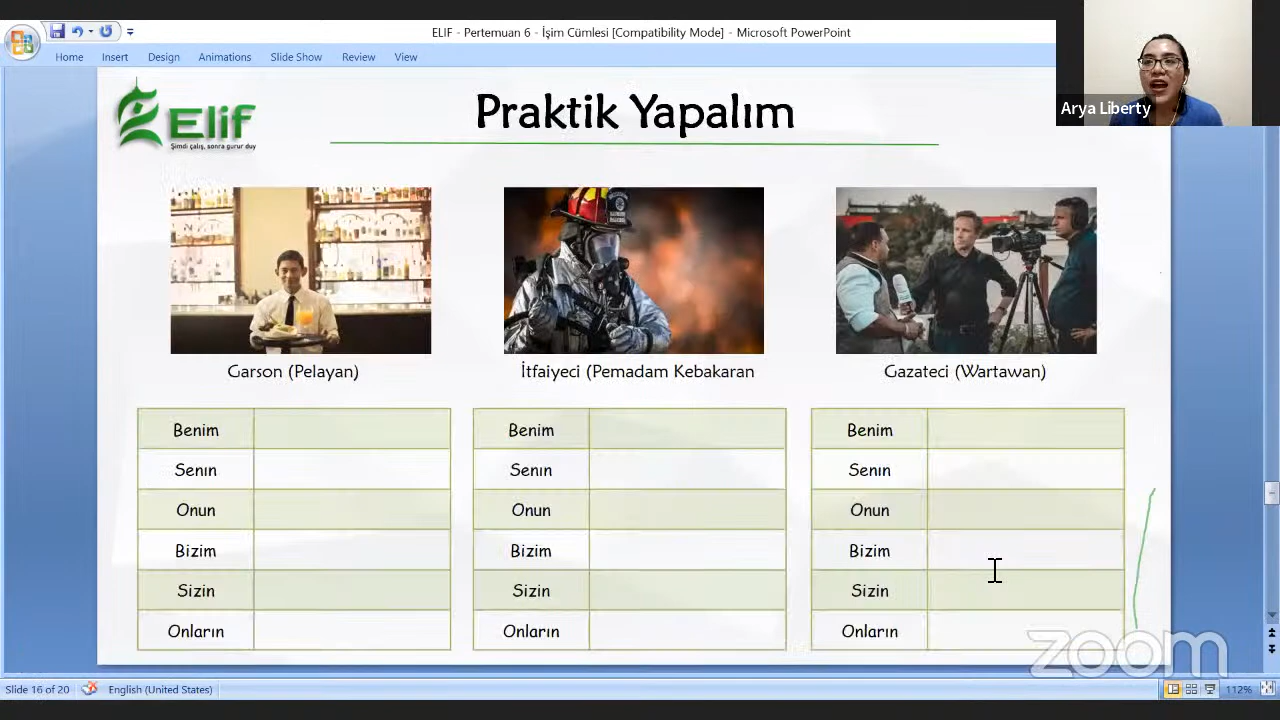 ELIF - Pertemuan 6 - İşim Cümlesi [Compatibility Mode] - Microsoft PowerPoint
Home Insert Design Animations Slide Show Review View
Arya Liberty
Elif
Şimdi çalış, sonra gurur duy
Praktik Yapalım
Garson (Pelayan)
İtfaiyeci (Pemadam Kebakaran
Gazateci (Wartawan)
Benim
Senın
Onun
Bizim
Sizin
Onların
Benim
Senın
Onun
Bizim
Sizin
Onların
Benim
Senın
Onun
Bizim
Sizin
Onların
zoom
Slide 16 of 20 English (United States) 112%